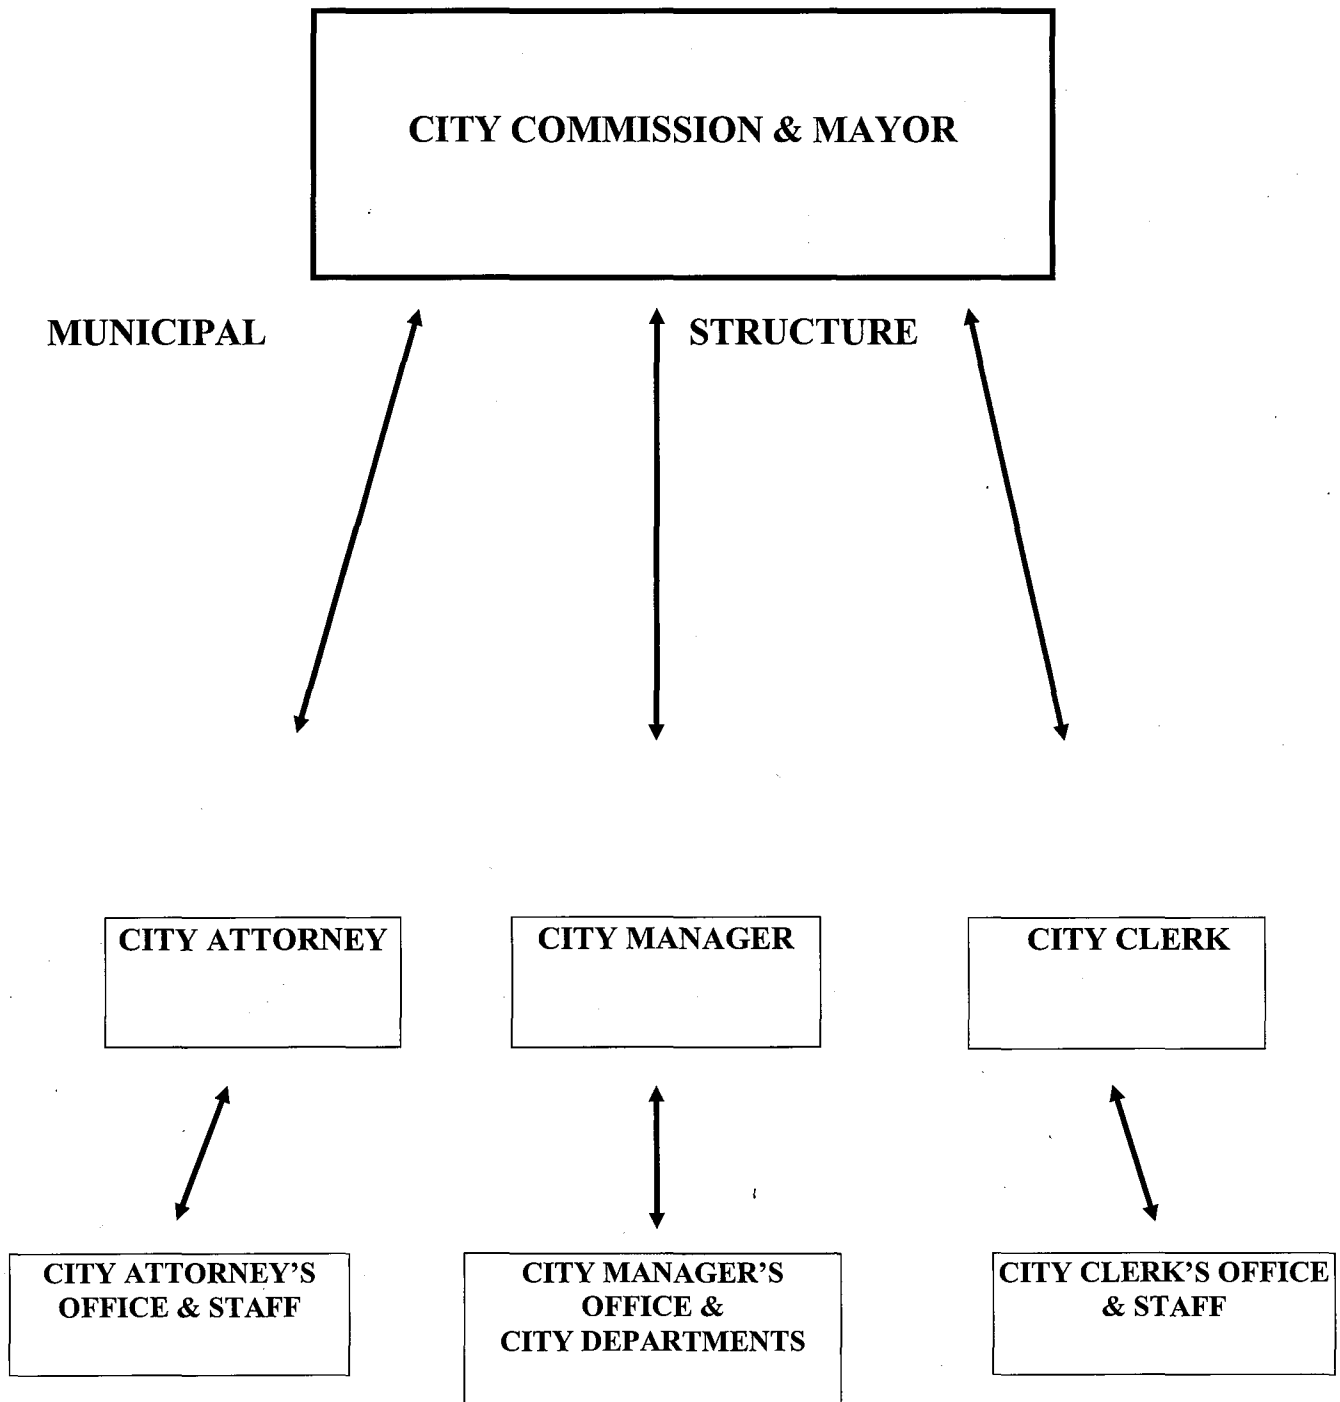 CITY COMMISSION & MAYOR
MUNICIPAL STRUCTURE
CITY ATTORNEY
CITY MANAGER
CITY CLERK
CITY ATTORNEY'S
OFFICE & STAFF
CITY MANAGER'S
OFFICE &
CITY DEPARTMENTS
CITY CLERK'S OFFICE
& STAFF